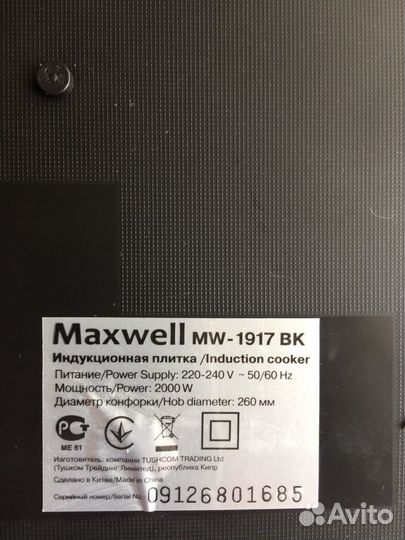 Maxwell MW-1917 BK
Индукционная плитка /Induction cooker
Питание/Power Supply: 220-240 V ~ 50/60 Hz
Мощность/Power: 2000 W
Диаметр конфорки/Hob diameter: 260 мм
ME 61
Изготовитель: компания TUSHCOM TRADING Ltd
(Тушком Трейдинг Лимитед), республика Кипр
Сделано в Китае/Made in China
Серийный номер/Serial No. 09126801685
Avito